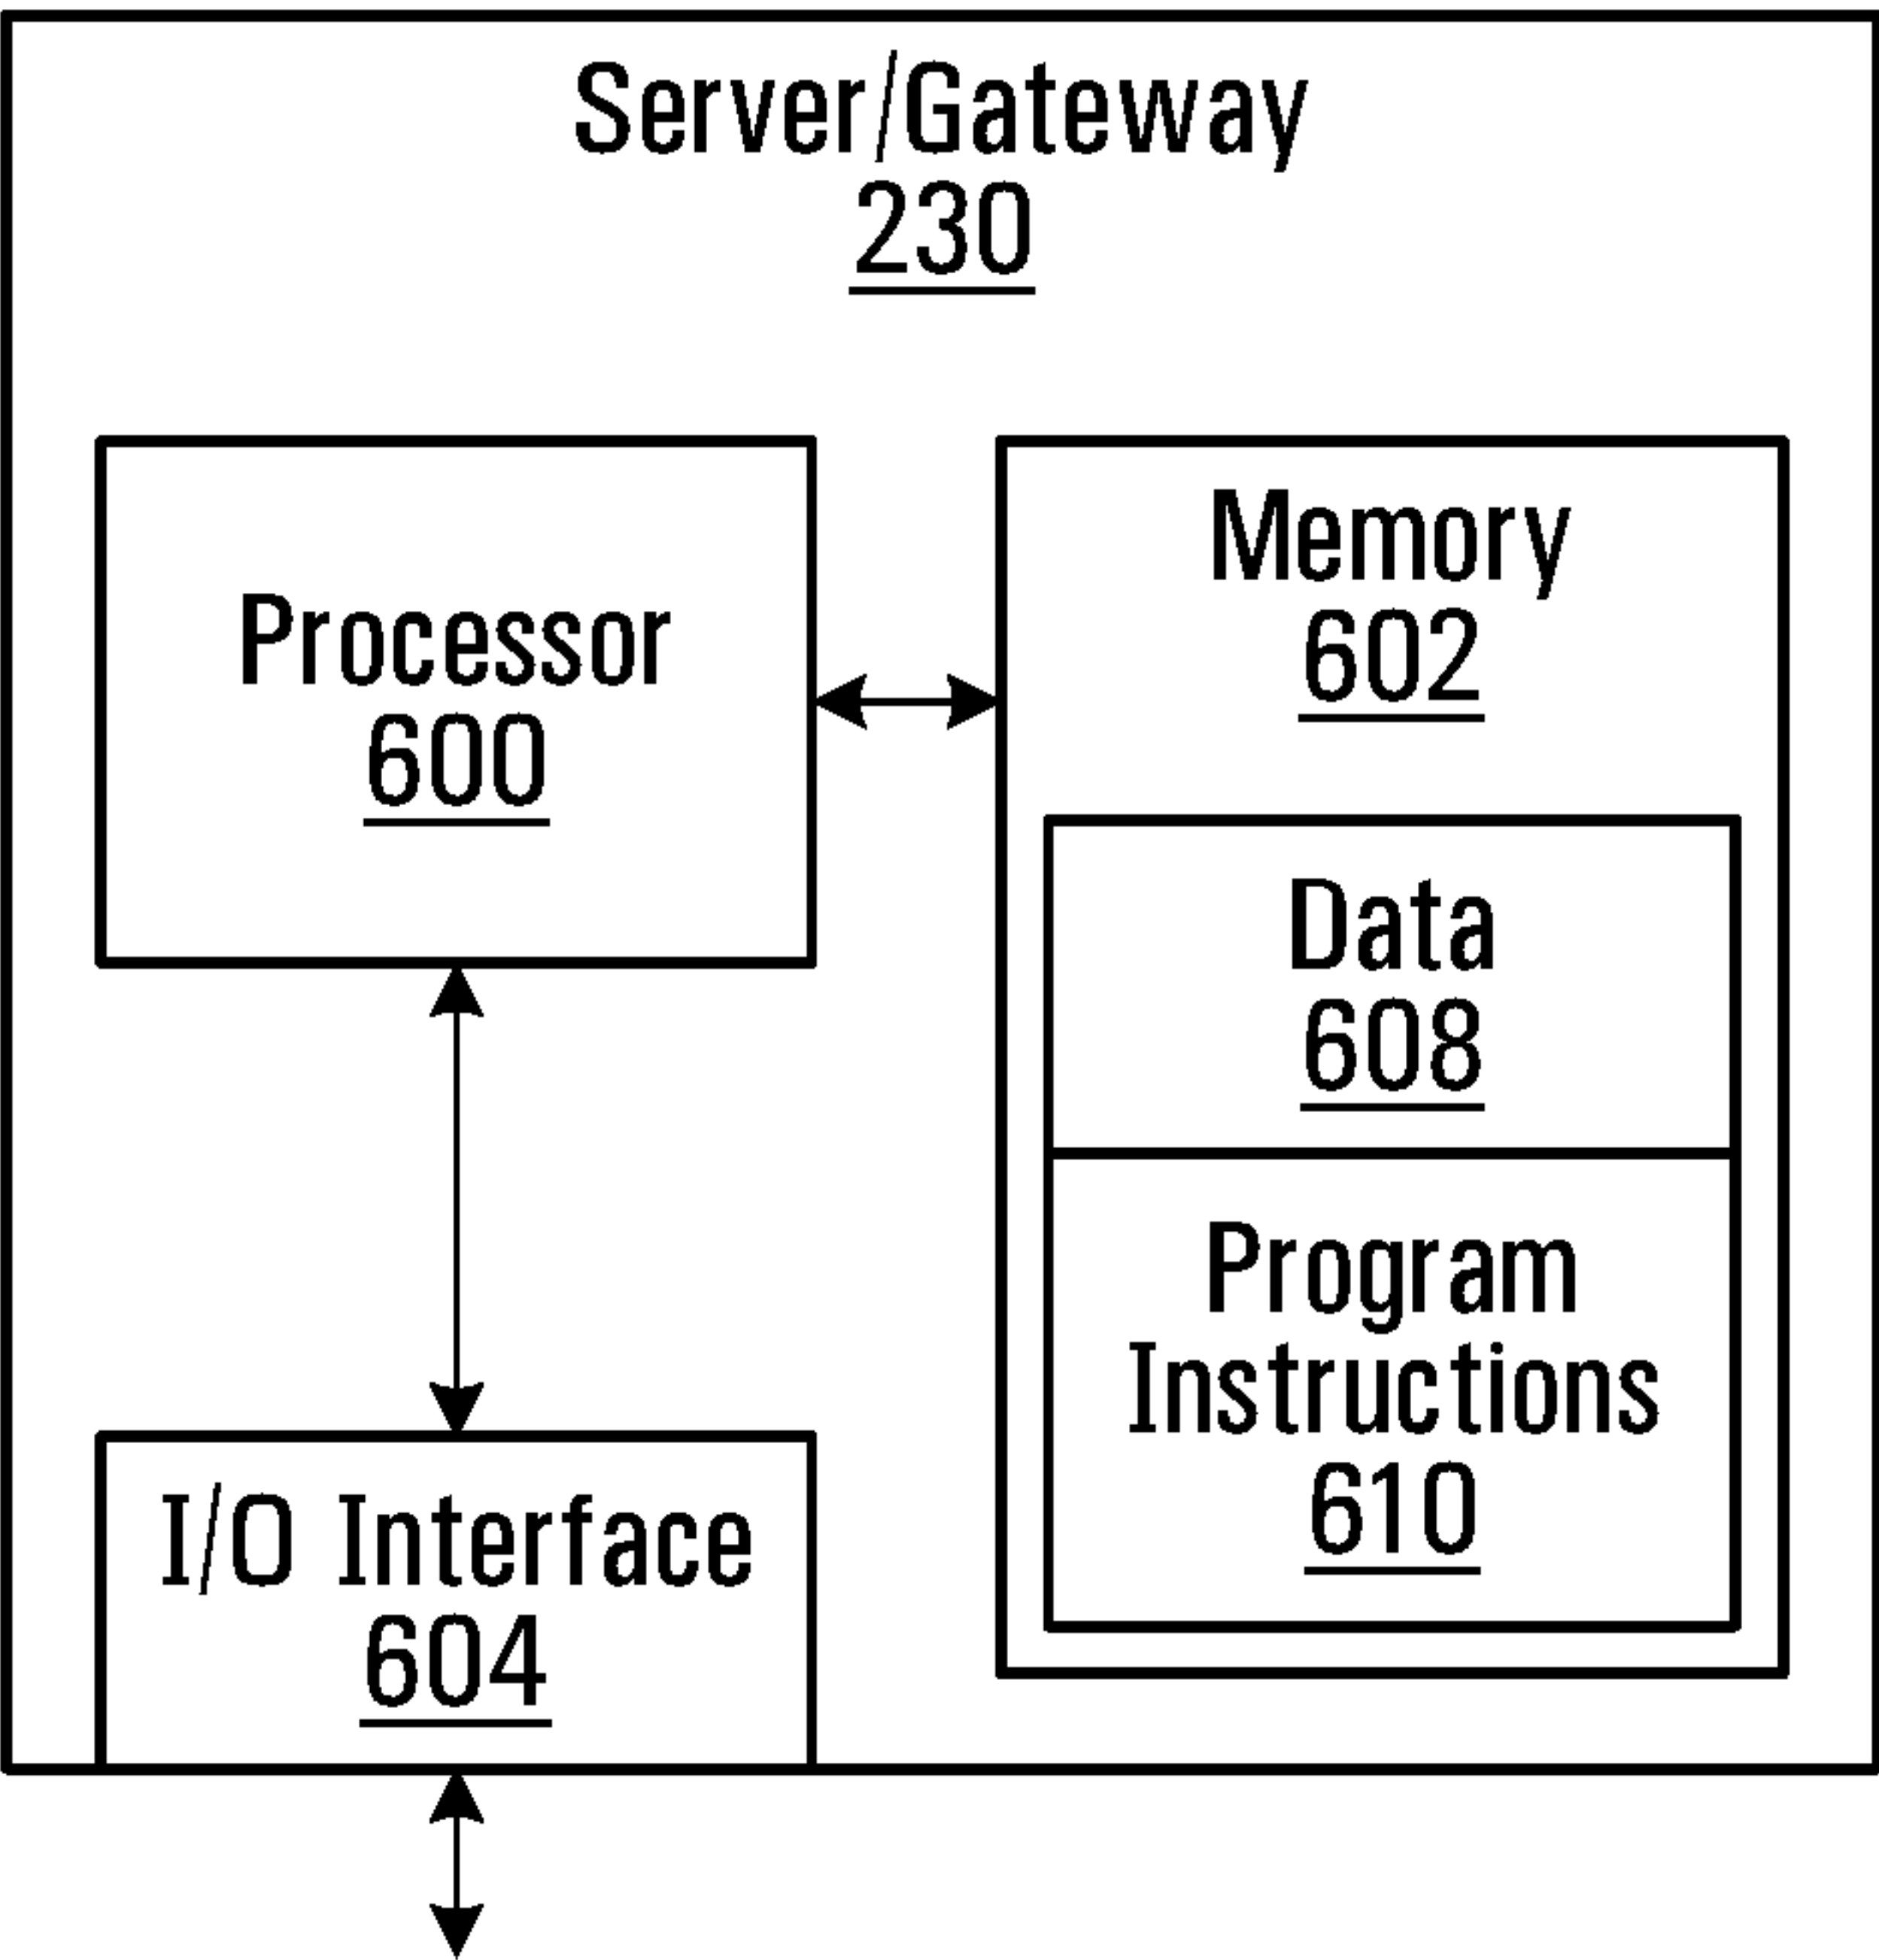 Server/Gateway
230
Processor
600
Memory
602
Data
608
Program
Instructions
610
I/O Interface
604